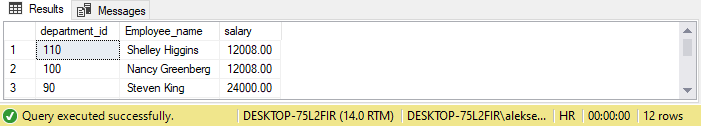 Results Messages
department_id Employee_name salary
1 110 Shelley Higgins 12008.00
2 100 Nancy Greenberg 12008.00
3 90 Steven King 24000.00
Query executed successfully. DESKTOP-75L2FIR (14.0 RTM) DESKTOP-75L2FIR\alekse... HR 00:00:00 12 rows